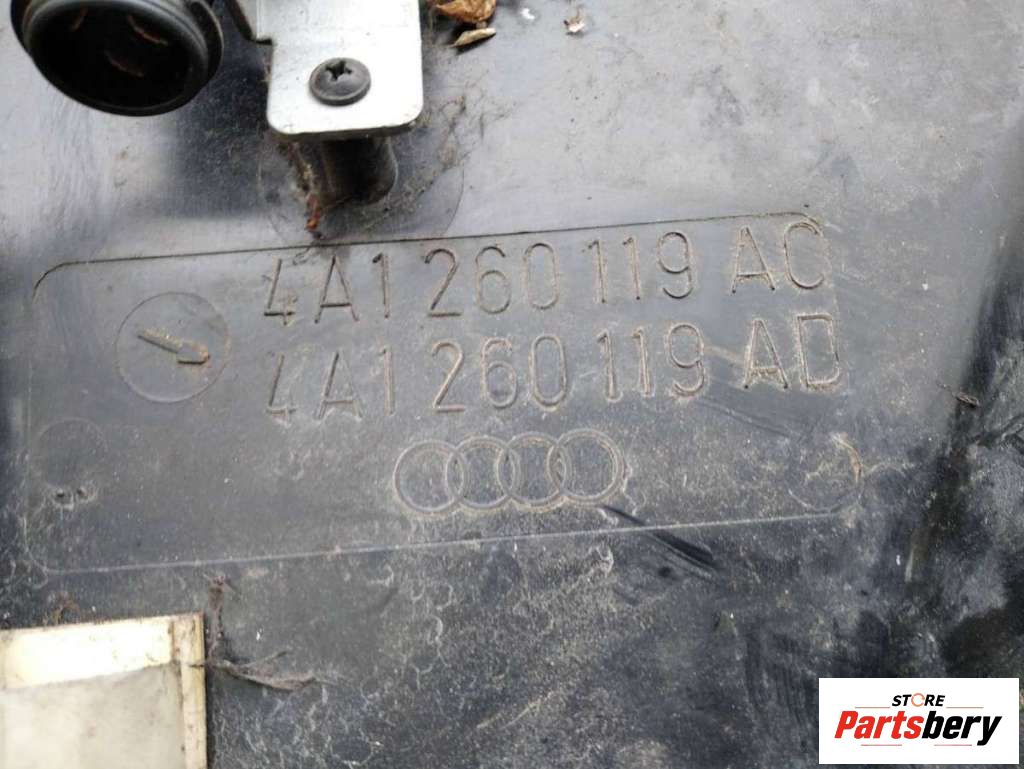 4A1 260 119 AC
4A1 260 119 AD
STORE
Partsbery